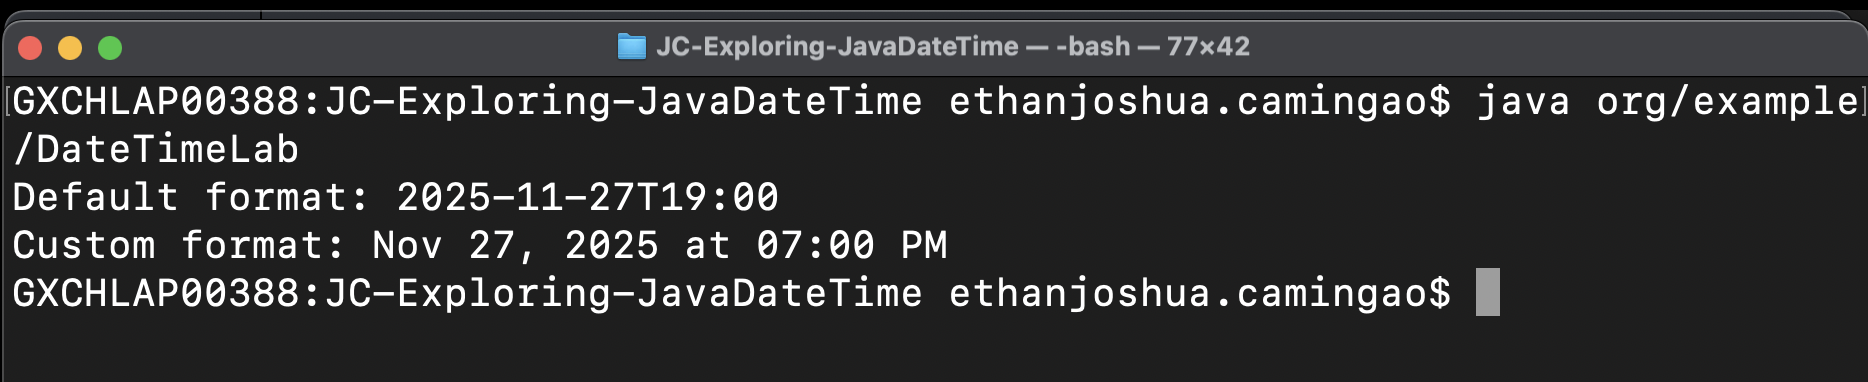 JC-Exploring-JavaDateTime — -bash — 77×42
[GXCHLAP00388:JC-Exploring-JavaDateTime ethanjoshua.camingao$ java org/example]
/DateTimeLab
Default format: 2025-11-27T19:00
Custom format: Nov 27, 2025 at 07:00 PM
GXCHLAP00388:JC-Exploring-JavaDateTime ethanjoshua.camingao$